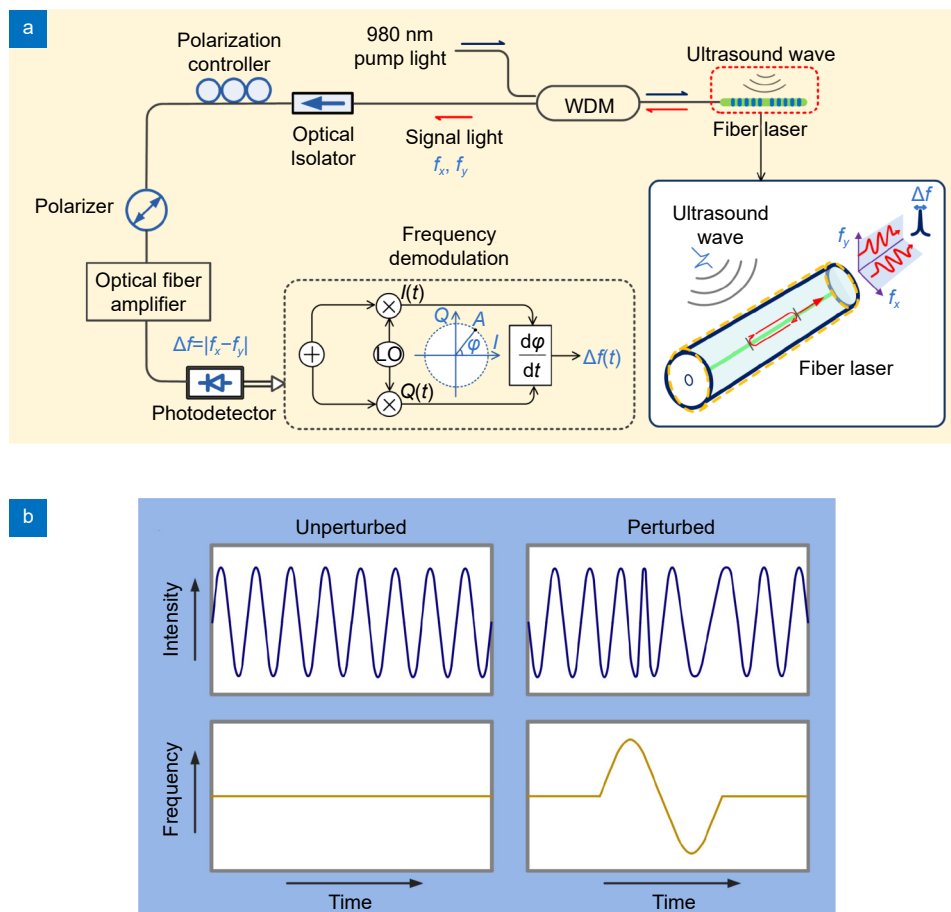 a
980 nm
pump light
Polarization
controller
Ultrasound wave
WDM
Optical
Isolator
Signal light
fx, fy
Fiber laser
Polarizer
Optical fiber
amplifier
Δf=|fx−fy|
Photodetector
Frequency
demodulation
I(t)
Q
A
φ
I
LO
Q(t)
dφ
dt
Δf(t)
Ultrasound
wave
Δf
fy
fx
Fiber laser
b
Unperturbed
Perturbed
Intensity
Frequency
Time
Time